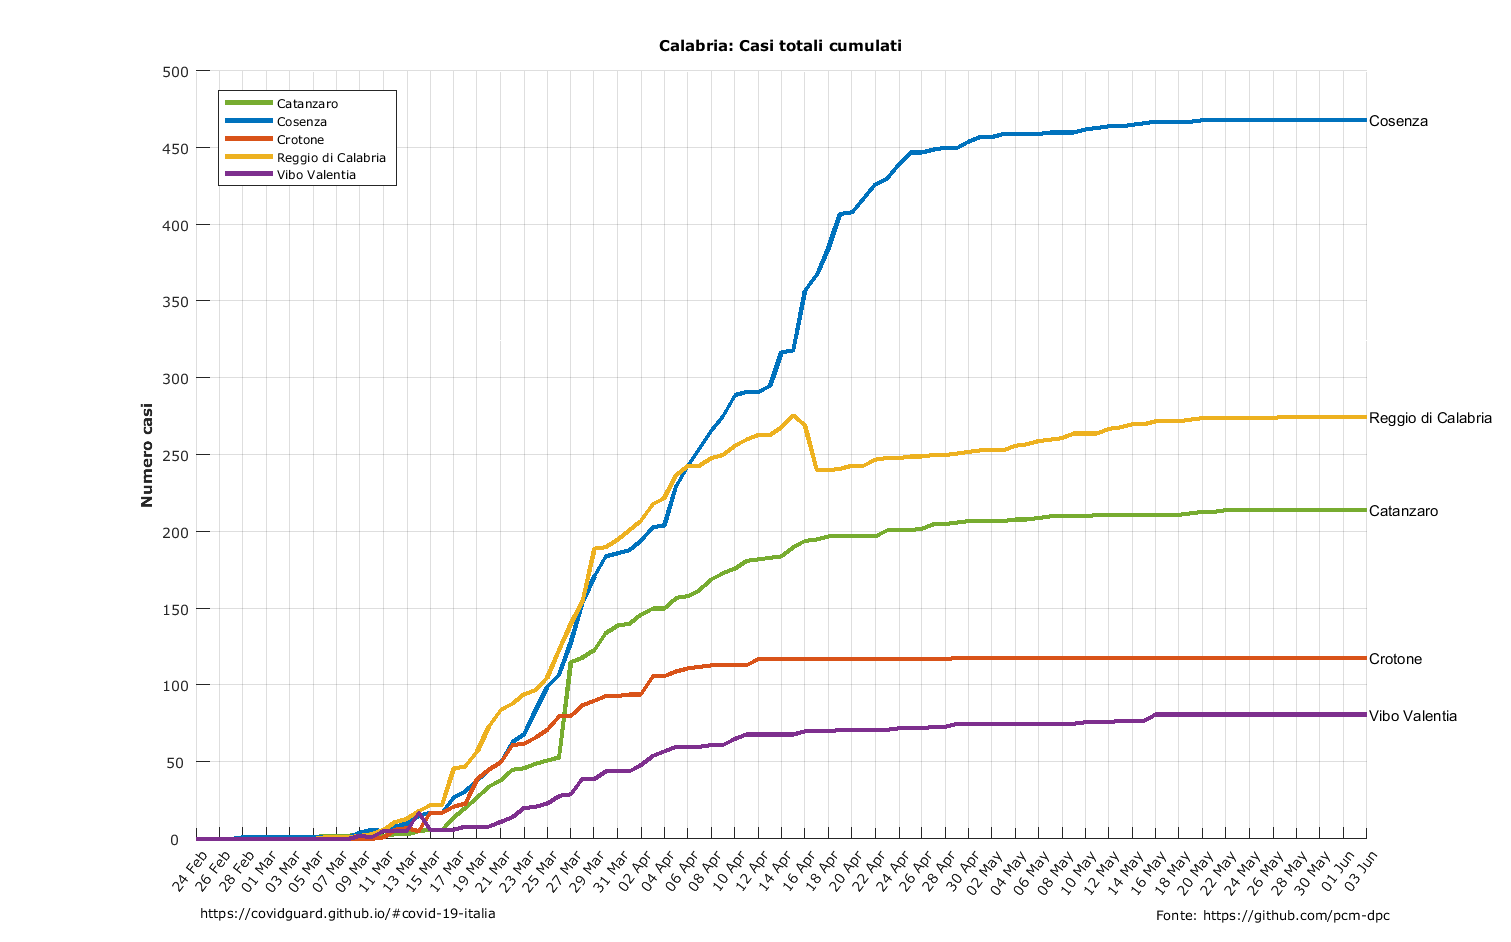 Calabria: Casi totali cumulati
500
450
400
350
300
250
200
150
100
50
0
Numero casi
Catanzaro
Cosenza
Crotone
Reggio di Calabria
Vibo Valentia
Cosenza
Reggio di Calabria
Catanzaro
Crotone
Vibo Valentia
24 Feb
26 Feb
28 Feb
01 Mar
03 Mar
05 Mar
07 Mar
09 Mar
11 Mar
13 Mar
15 Mar
17 Mar
19 Mar
21 Mar
23 Mar
25 Mar
27 Mar
29 Mar
31 Mar
02 Apr
04 Apr
06 Apr
08 Apr
10 Apr
12 Apr
14 Apr
16 Apr
18 Apr
20 Apr
22 Apr
24 Apr
26 Apr
28 Apr
30 Apr
02 May
04 May
06 May
08 May
10 May
12 May
14 May
16 May
18 May
20 May
22 May
24 May
26 May
28 May
30 May
01 Jun
03 Jun
https://covidguard.github.io/#covid-19-italia
Fonte: https://github.com/pcm-dpc